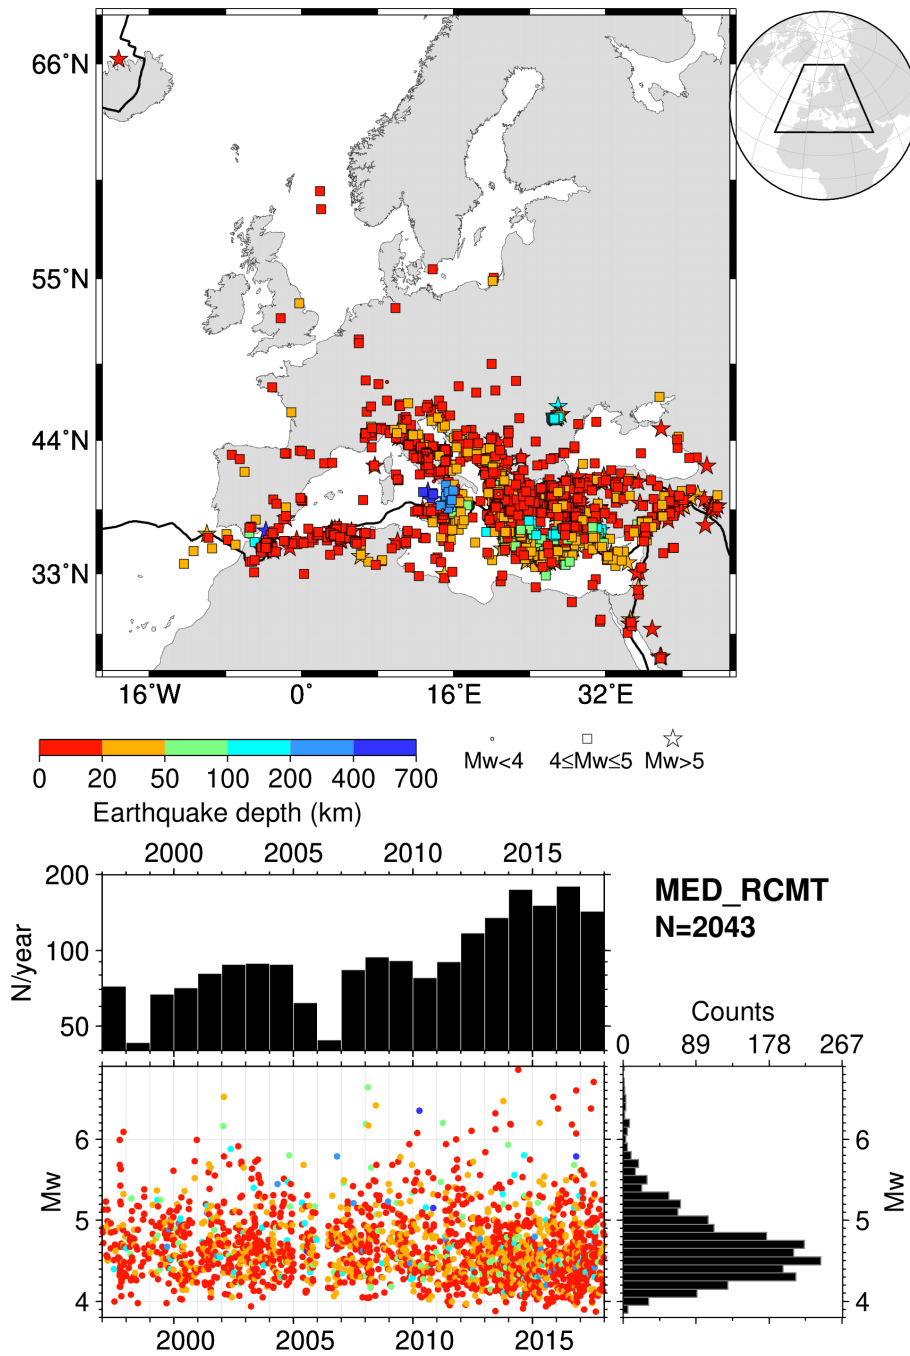 66˚N
55˚N
44˚N
33˚N
16˚W 0˚ 16˚E 32˚E
0 20 50 100 200 400 700
Earthquake depth (km)
Mw<4 4≤Mw≤5 Mw>5
2000 2005 2010 2015
200
100
50
N/year
MED_RCMT
N=2043
Counts
0 89 178 267
6
5
4
Mw
6
5
4
Mw
2000 2005 2010 2015